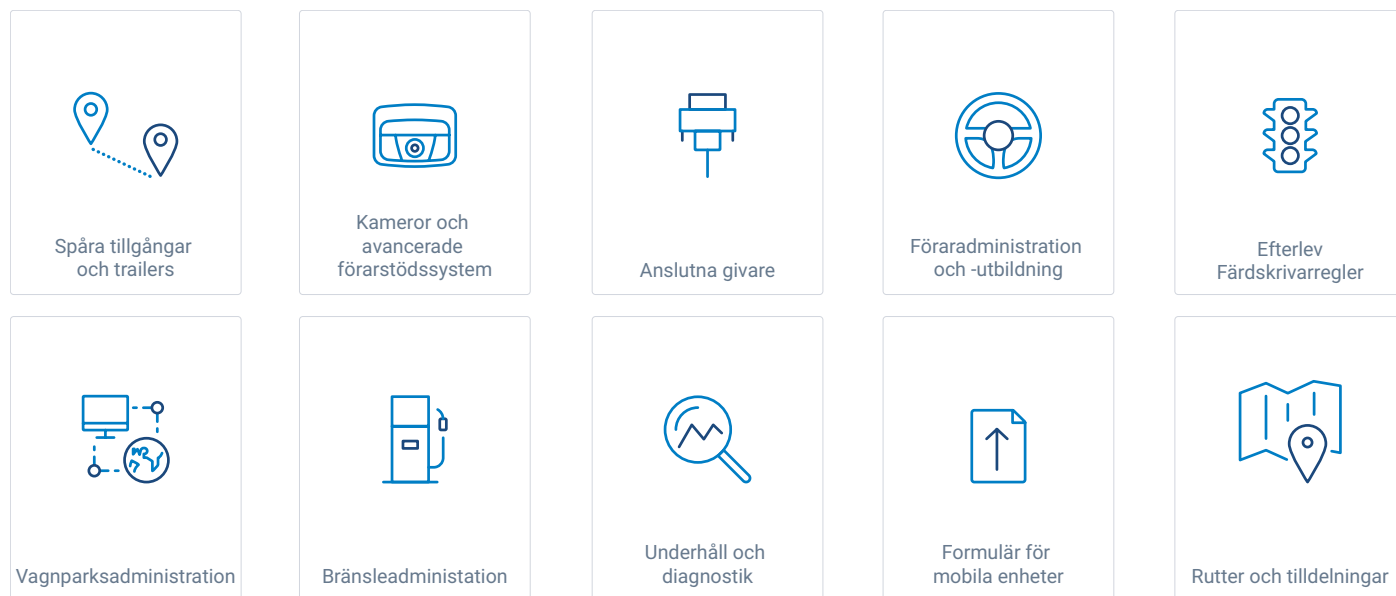 Spåra tillgångar
och trailers
Kameror och
avancerade
förarstödssystem
Anslutna givare
Föraradministration
och -utbildning
Efterlev
Färdskrivarregler
Vagnparksadministration
Bränsleadministation
Underhåll och
diagnostik
Formulär för
mobila enheter
Rutter och tilldelningar